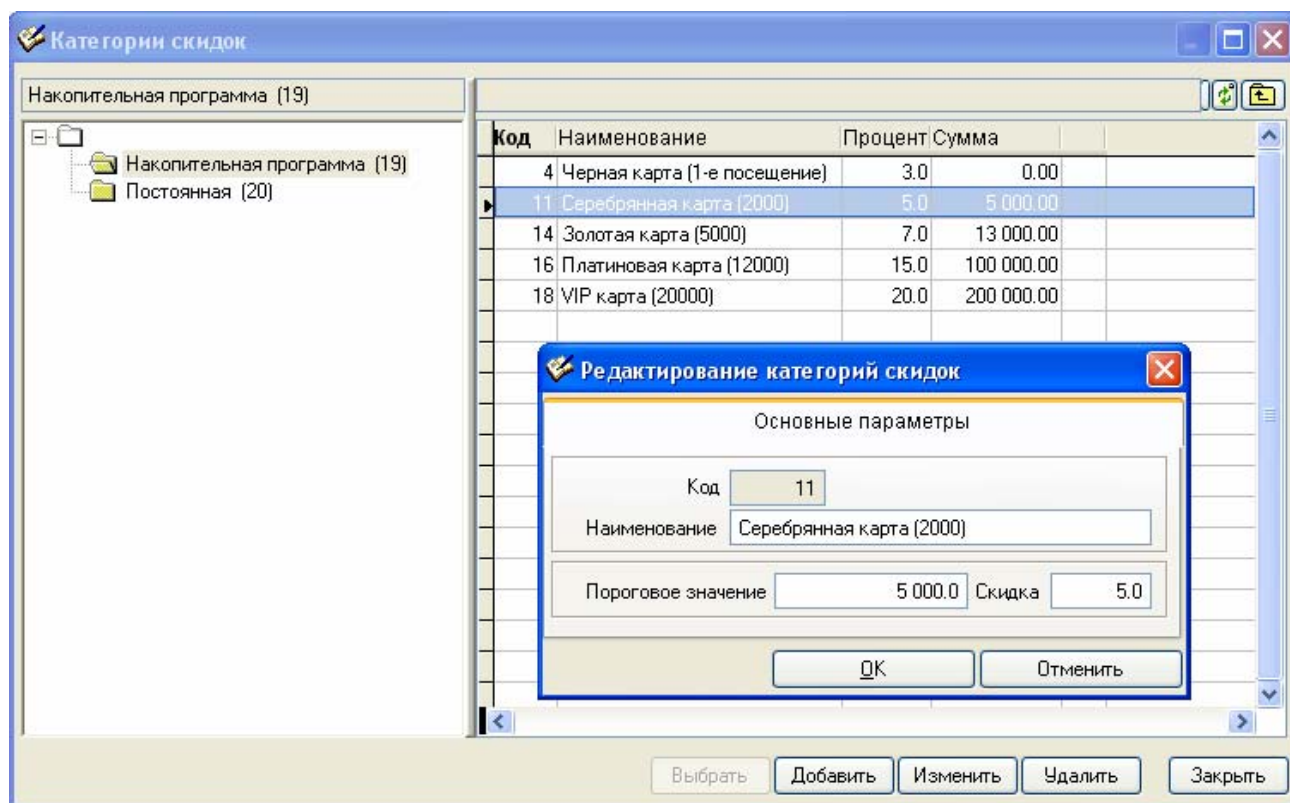 Категории скидок
Накопительная программа (19)
Код Наименование Процент Сумма
Накопительная программа (19)
Постоянная (20)
4 Черная карта (1-е посещение) 3.0 0.00
11 Серебрянная карта (2000) 5.0 5 000.00
14 Золотая карта (5000) 7.0 13 000.00
16 Платиновая карта (12000) 15.0 100 000.00
18 VIP карта (20000) 20.0 200 000.00
Редактирование категорий скидок
Основные параметры
Код 11
Наименование Серебрянная карта (2000)
Пороговое значение 5 000.0 Скидка 5.0
OK Отменить
Выбрать Добавить Изменить Удалить Закрыть